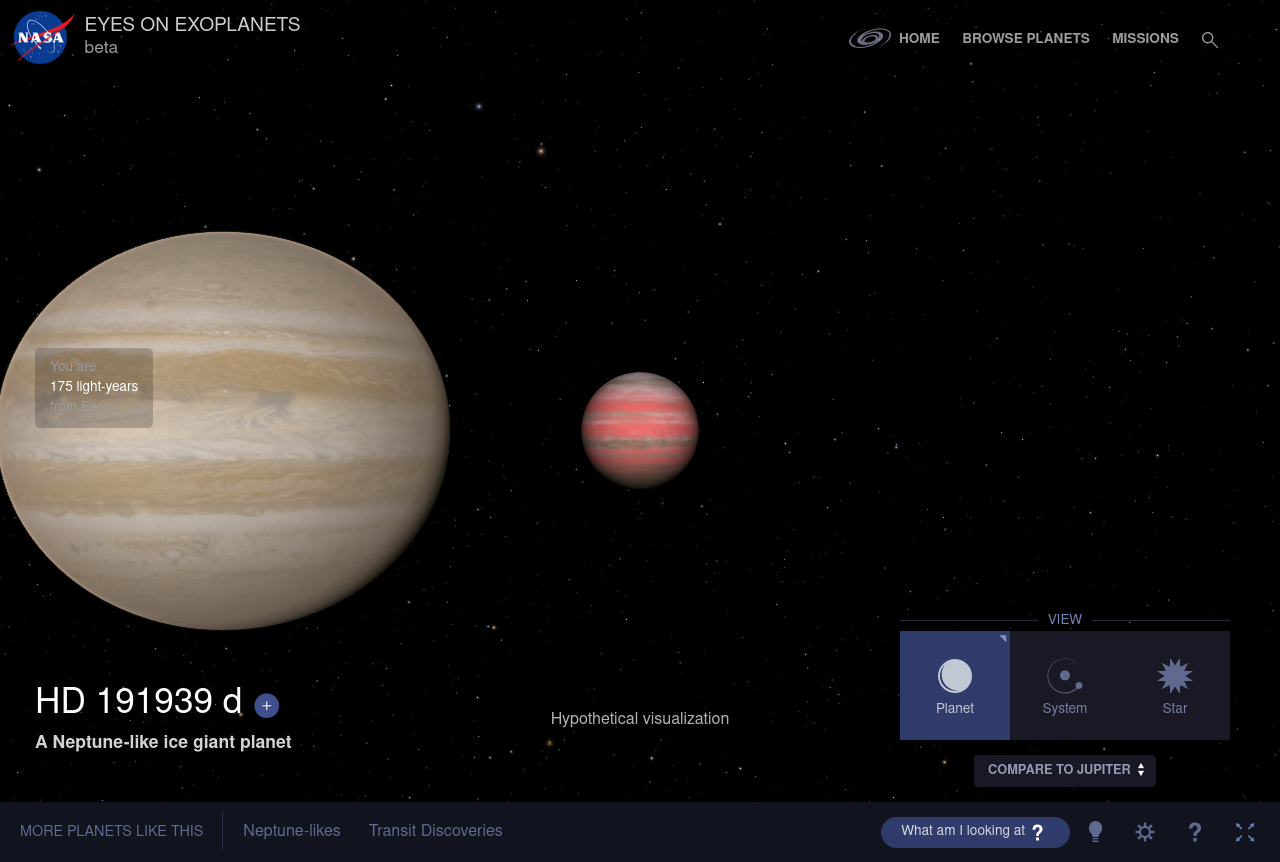 NASA
EYES ON EXOPLANETS
beta
HOME
BROWSE PLANETS
MISSIONS
You are
175 light-years
from Earth
HD 191939 d +
A Neptune-like ice giant planet
Hypothetical visualization
VIEW
Planet
System
Star
COMPARE TO JUPITER
MORE PLANETS LIKE THIS
Neptune-likes
Transit Discoveries
What am I looking at ?
?